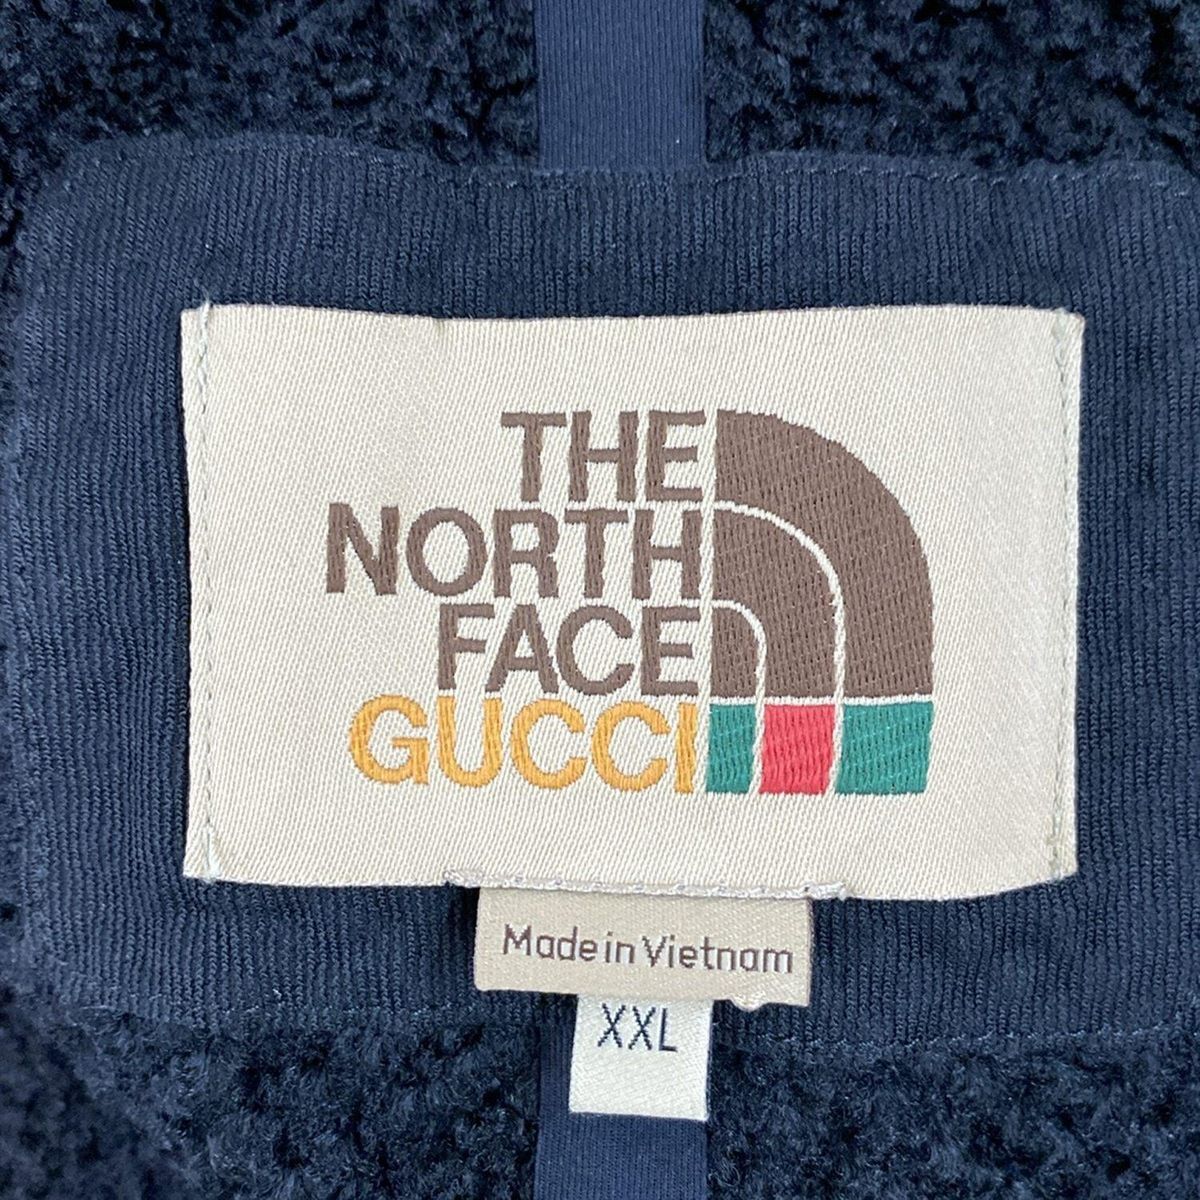 THE
NORTH
FACE
GUCCI
Made in Vietnam
XXL